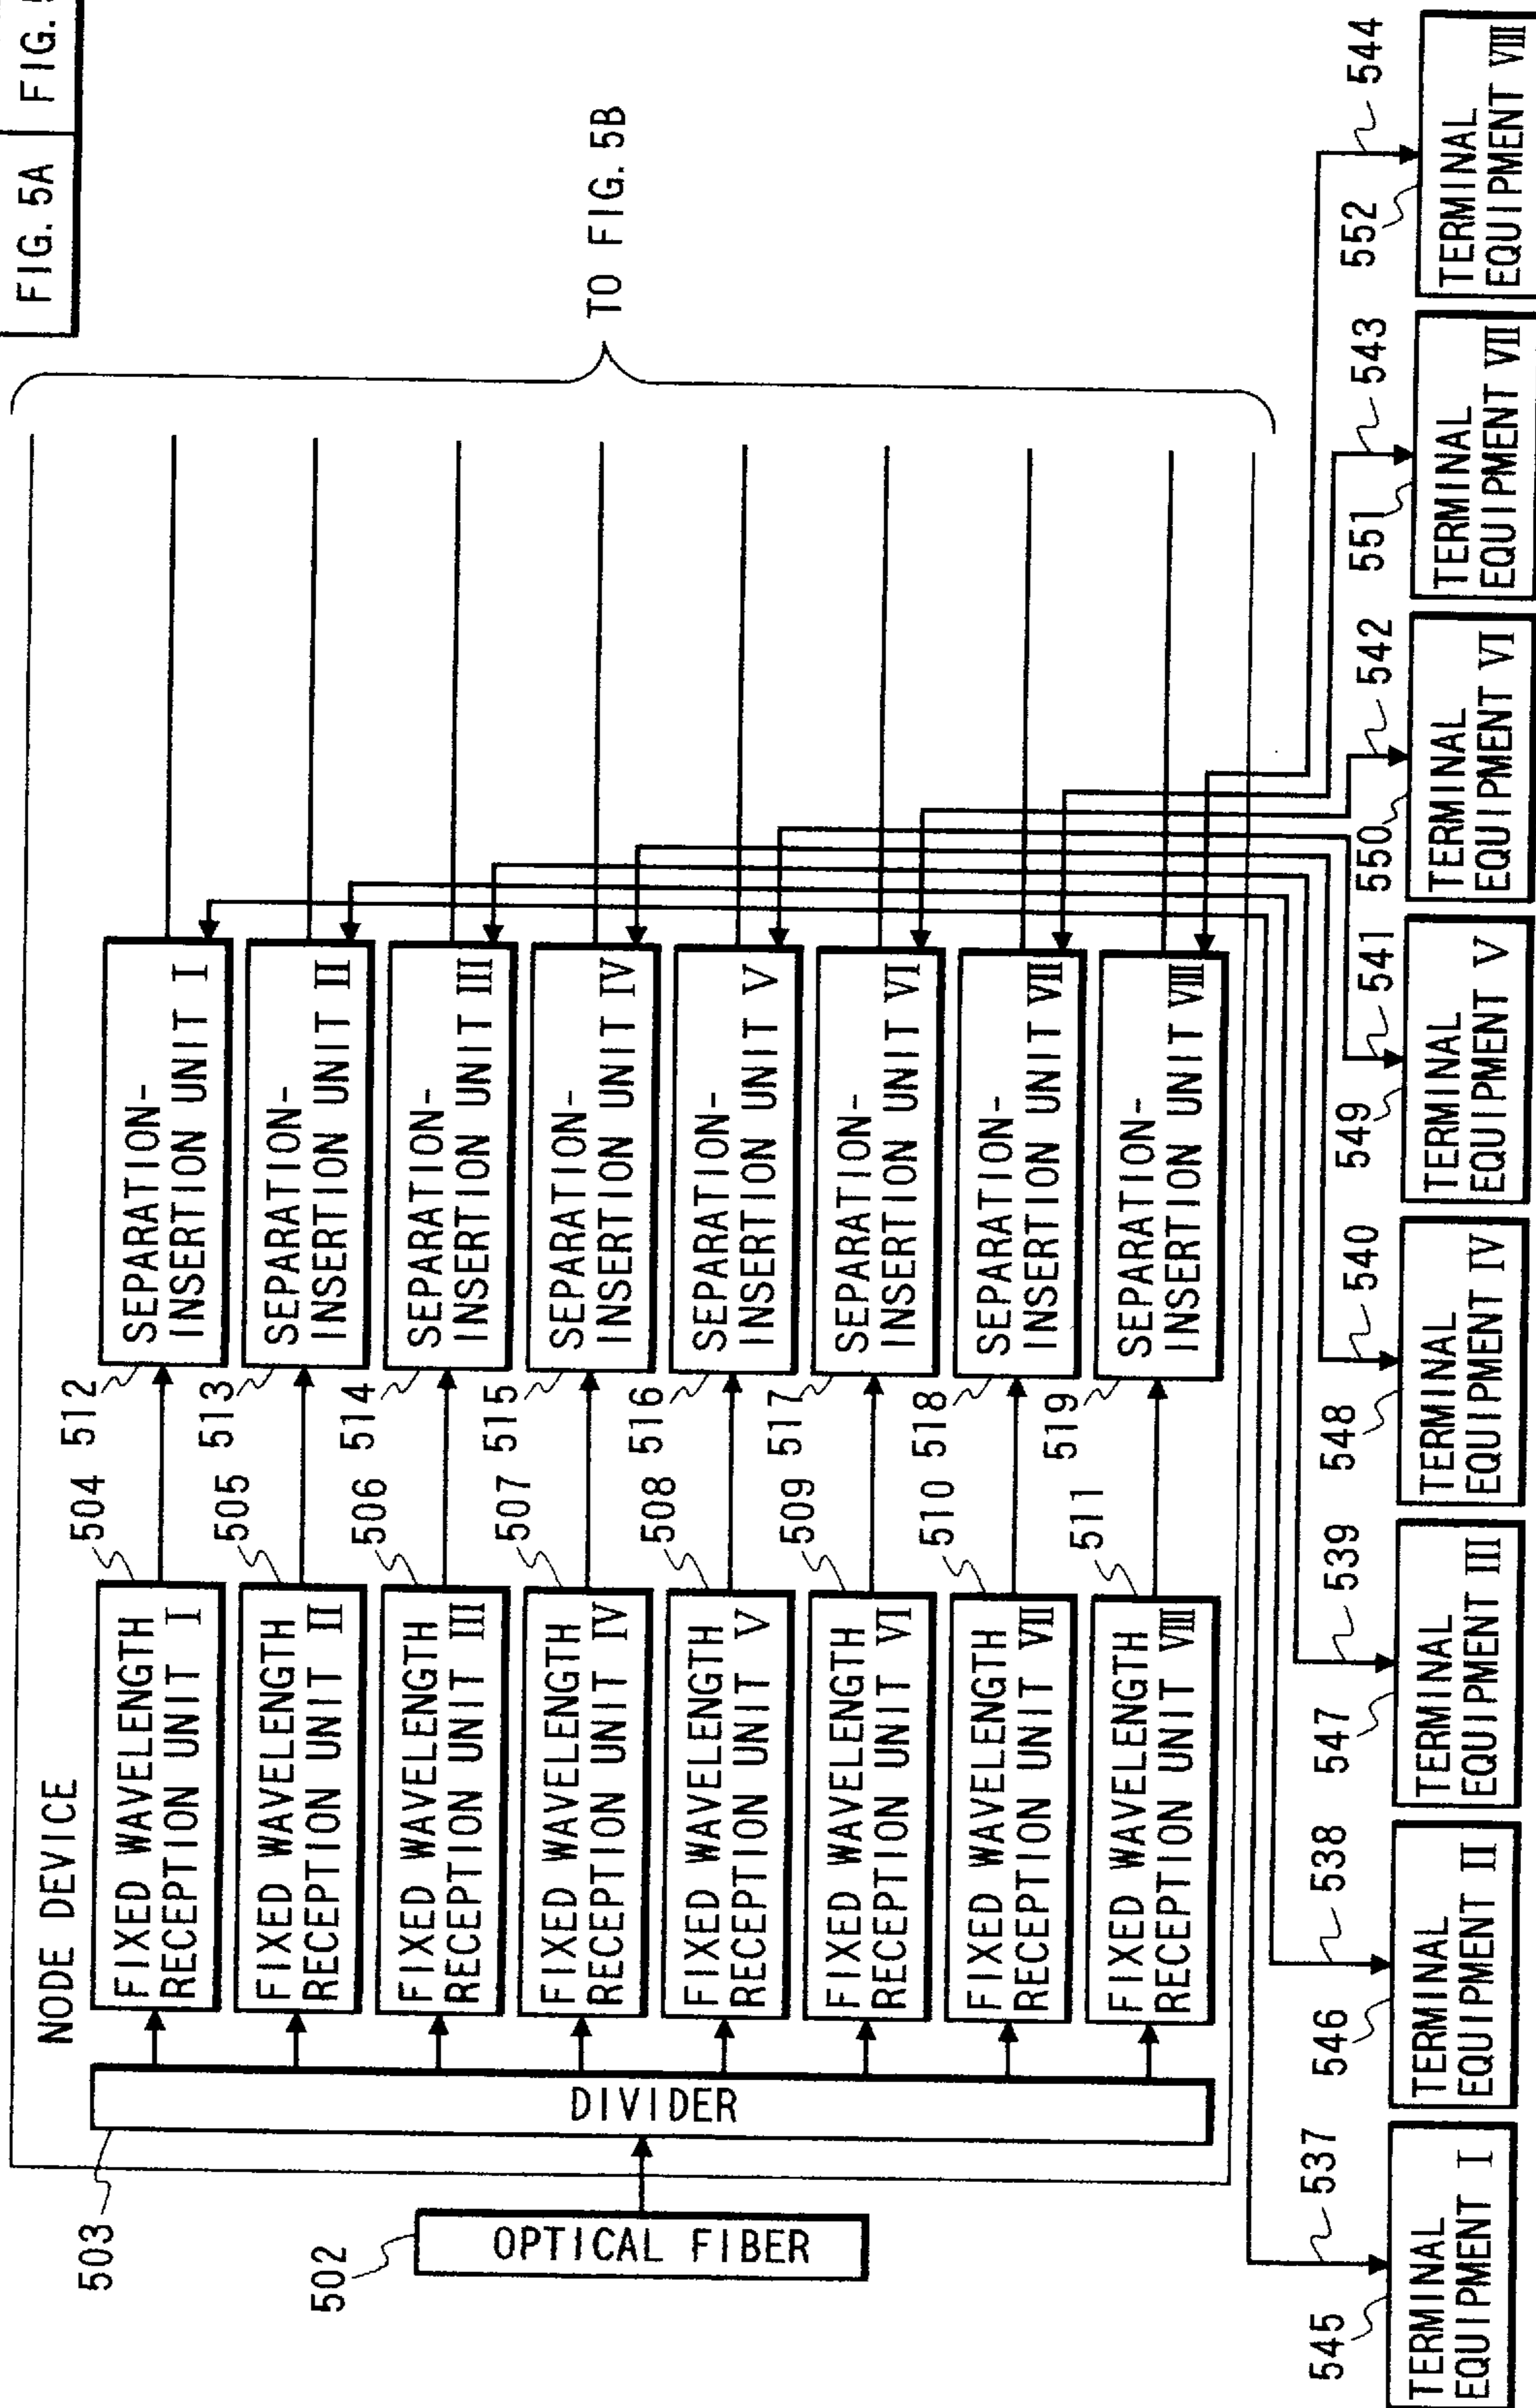 FIG. 5A
FIG. 5
TO FIG. 5B
NODE DEVICE
502
OPTICAL FIBER
503
DIVIDER
504
FIXED WAVELENGTH
RECEPTION UNIT I
512
SEPARATION-
INSERTION UNIT I
505
FIXED WAVELENGTH
RECEPTION UNIT II
513
SEPARATION-
INSERTION UNIT II
506
FIXED WAVELENGTH
RECEPTION UNIT III
514
SEPARATION-
INSERTION UNIT III
507
FIXED WAVELENGTH
RECEPTION UNIT IV
515
SEPARATION-
INSERTION UNIT IV
508
FIXED WAVELENGTH
RECEPTION UNIT V
516
SEPARATION-
INSERTION UNIT V
509
FIXED WAVELENGTH
RECEPTION UNIT VI
517
SEPARATION-
INSERTION UNIT VI
510
FIXED WAVELENGTH
RECEPTION UNIT VII
518
SEPARATION-
INSERTION UNIT VII
511
FIXED WAVELENGTH
RECEPTION UNIT VIII
519
SEPARATION-
INSERTION UNIT VIII
545
537
TERMINAL
EQUIPMENT I
546
538
TERMINAL
EQUIPMENT II
547
539
TERMINAL
EQUIPMENT III
548
540
TERMINAL
EQUIPMENT IV
549
541
TERMINAL
EQUIPMENT V
550
542
TERMINAL
EQUIPMENT VI
551
543
TERMINAL
EQUIPMENT VII
552
544
TERMINAL
EQUIPMENT VIII